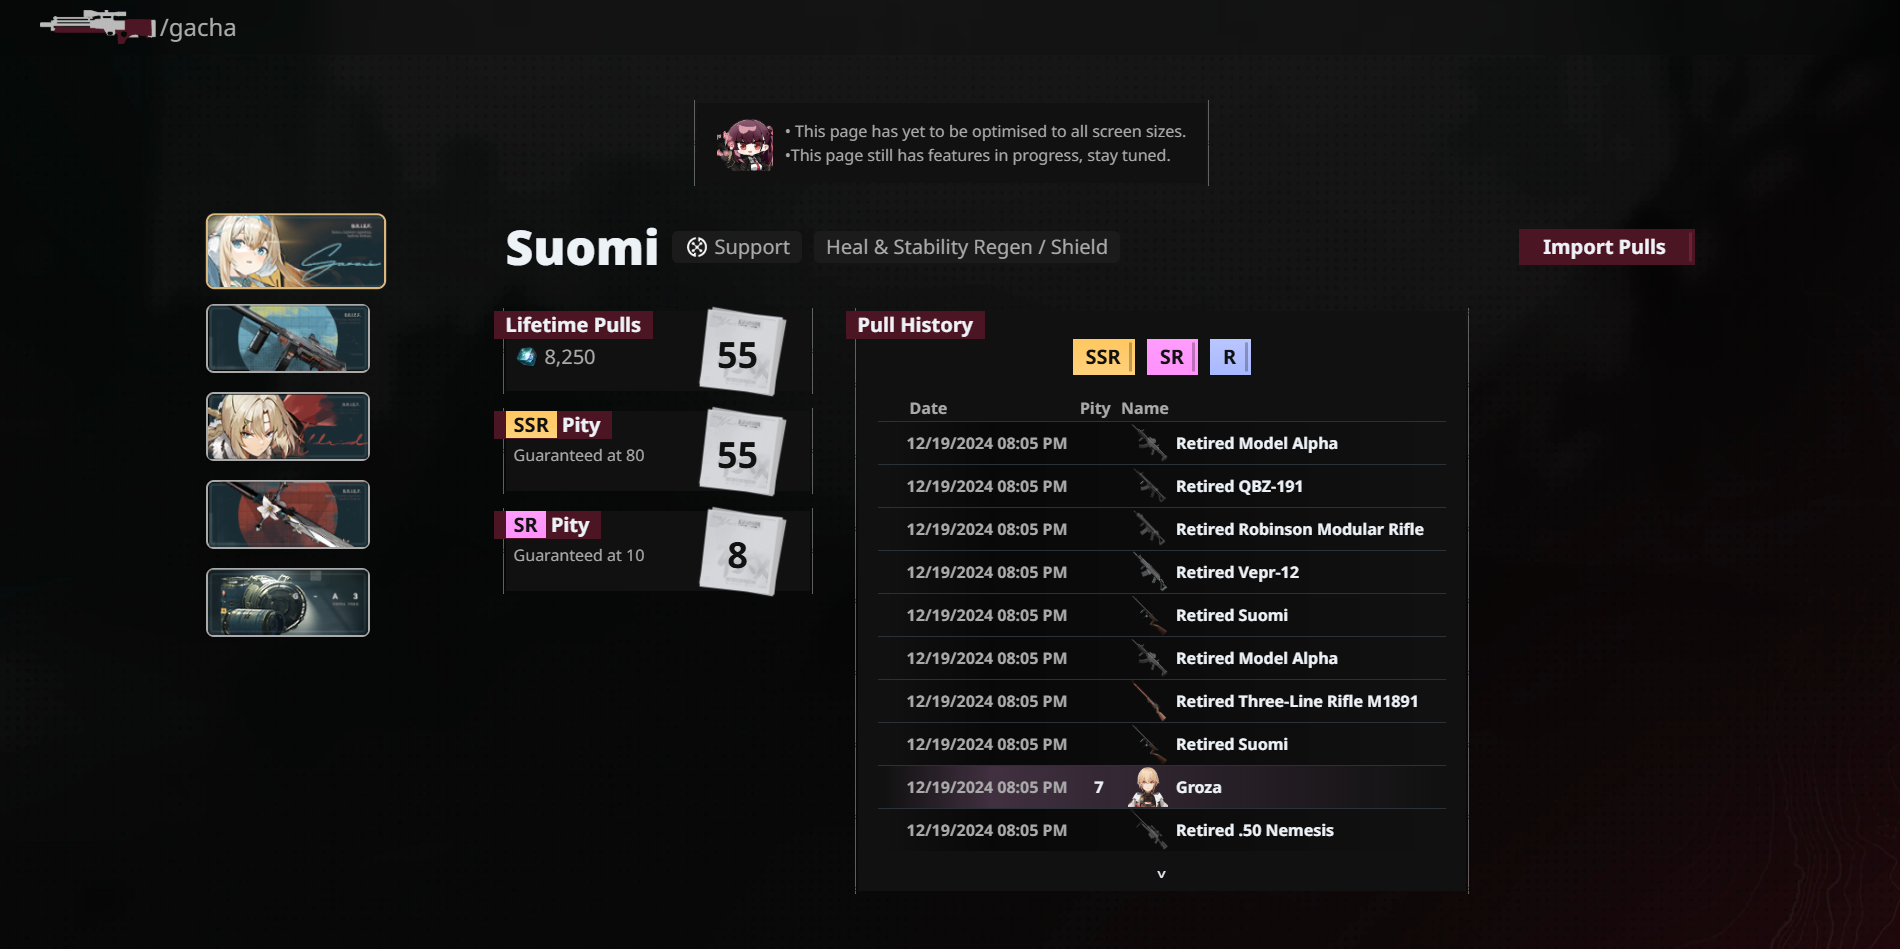 /gacha
• This page has yet to be optimised to all screen sizes.
•This page still has features in progress, stay tuned.
Suomi
Support
Heal & Stability Regen / Shield
Import Pulls
Lifetime Pulls
8,250
55
SSR Pity
Guaranteed at 80
55
SR Pity
Guaranteed at 10
8
Pull History
SSR SR R
Date Pity Name
12/19/2024 08:05 PM Retired Model Alpha
12/19/2024 08:05 PM Retired QBZ-191
12/19/2024 08:05 PM Retired Robinson Modular Rifle
12/19/2024 08:05 PM Retired Vepr-12
12/19/2024 08:05 PM Retired Suomi
12/19/2024 08:05 PM Retired Model Alpha
12/19/2024 08:05 PM Retired Three-Line Rifle M1891
12/19/2024 08:05 PM Retired Suomi
12/19/2024 08:05 PM 7 Groza
12/19/2024 08:05 PM Retired .50 Nemesis
v